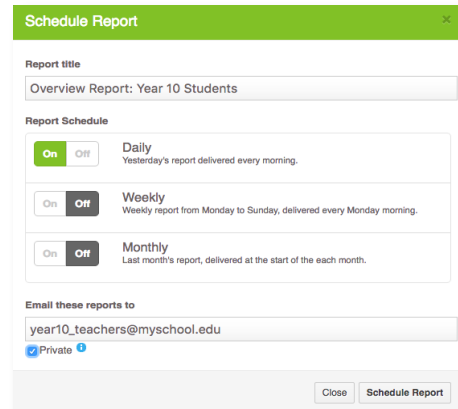 Schedule Report ×
Report title
Overview Report: Year 10 Students
Report Schedule
On Off
Daily
Yesterday's report delivered every morning.
On Off
Weekly
Weekly report from Monday to Sunday, delivered every Monday morning.
On Off
Monthly
Last month's report, delivered at the start of the each month.
Email these reports to
year10_teachers@myschool.edu
Private i
Close Schedule Report